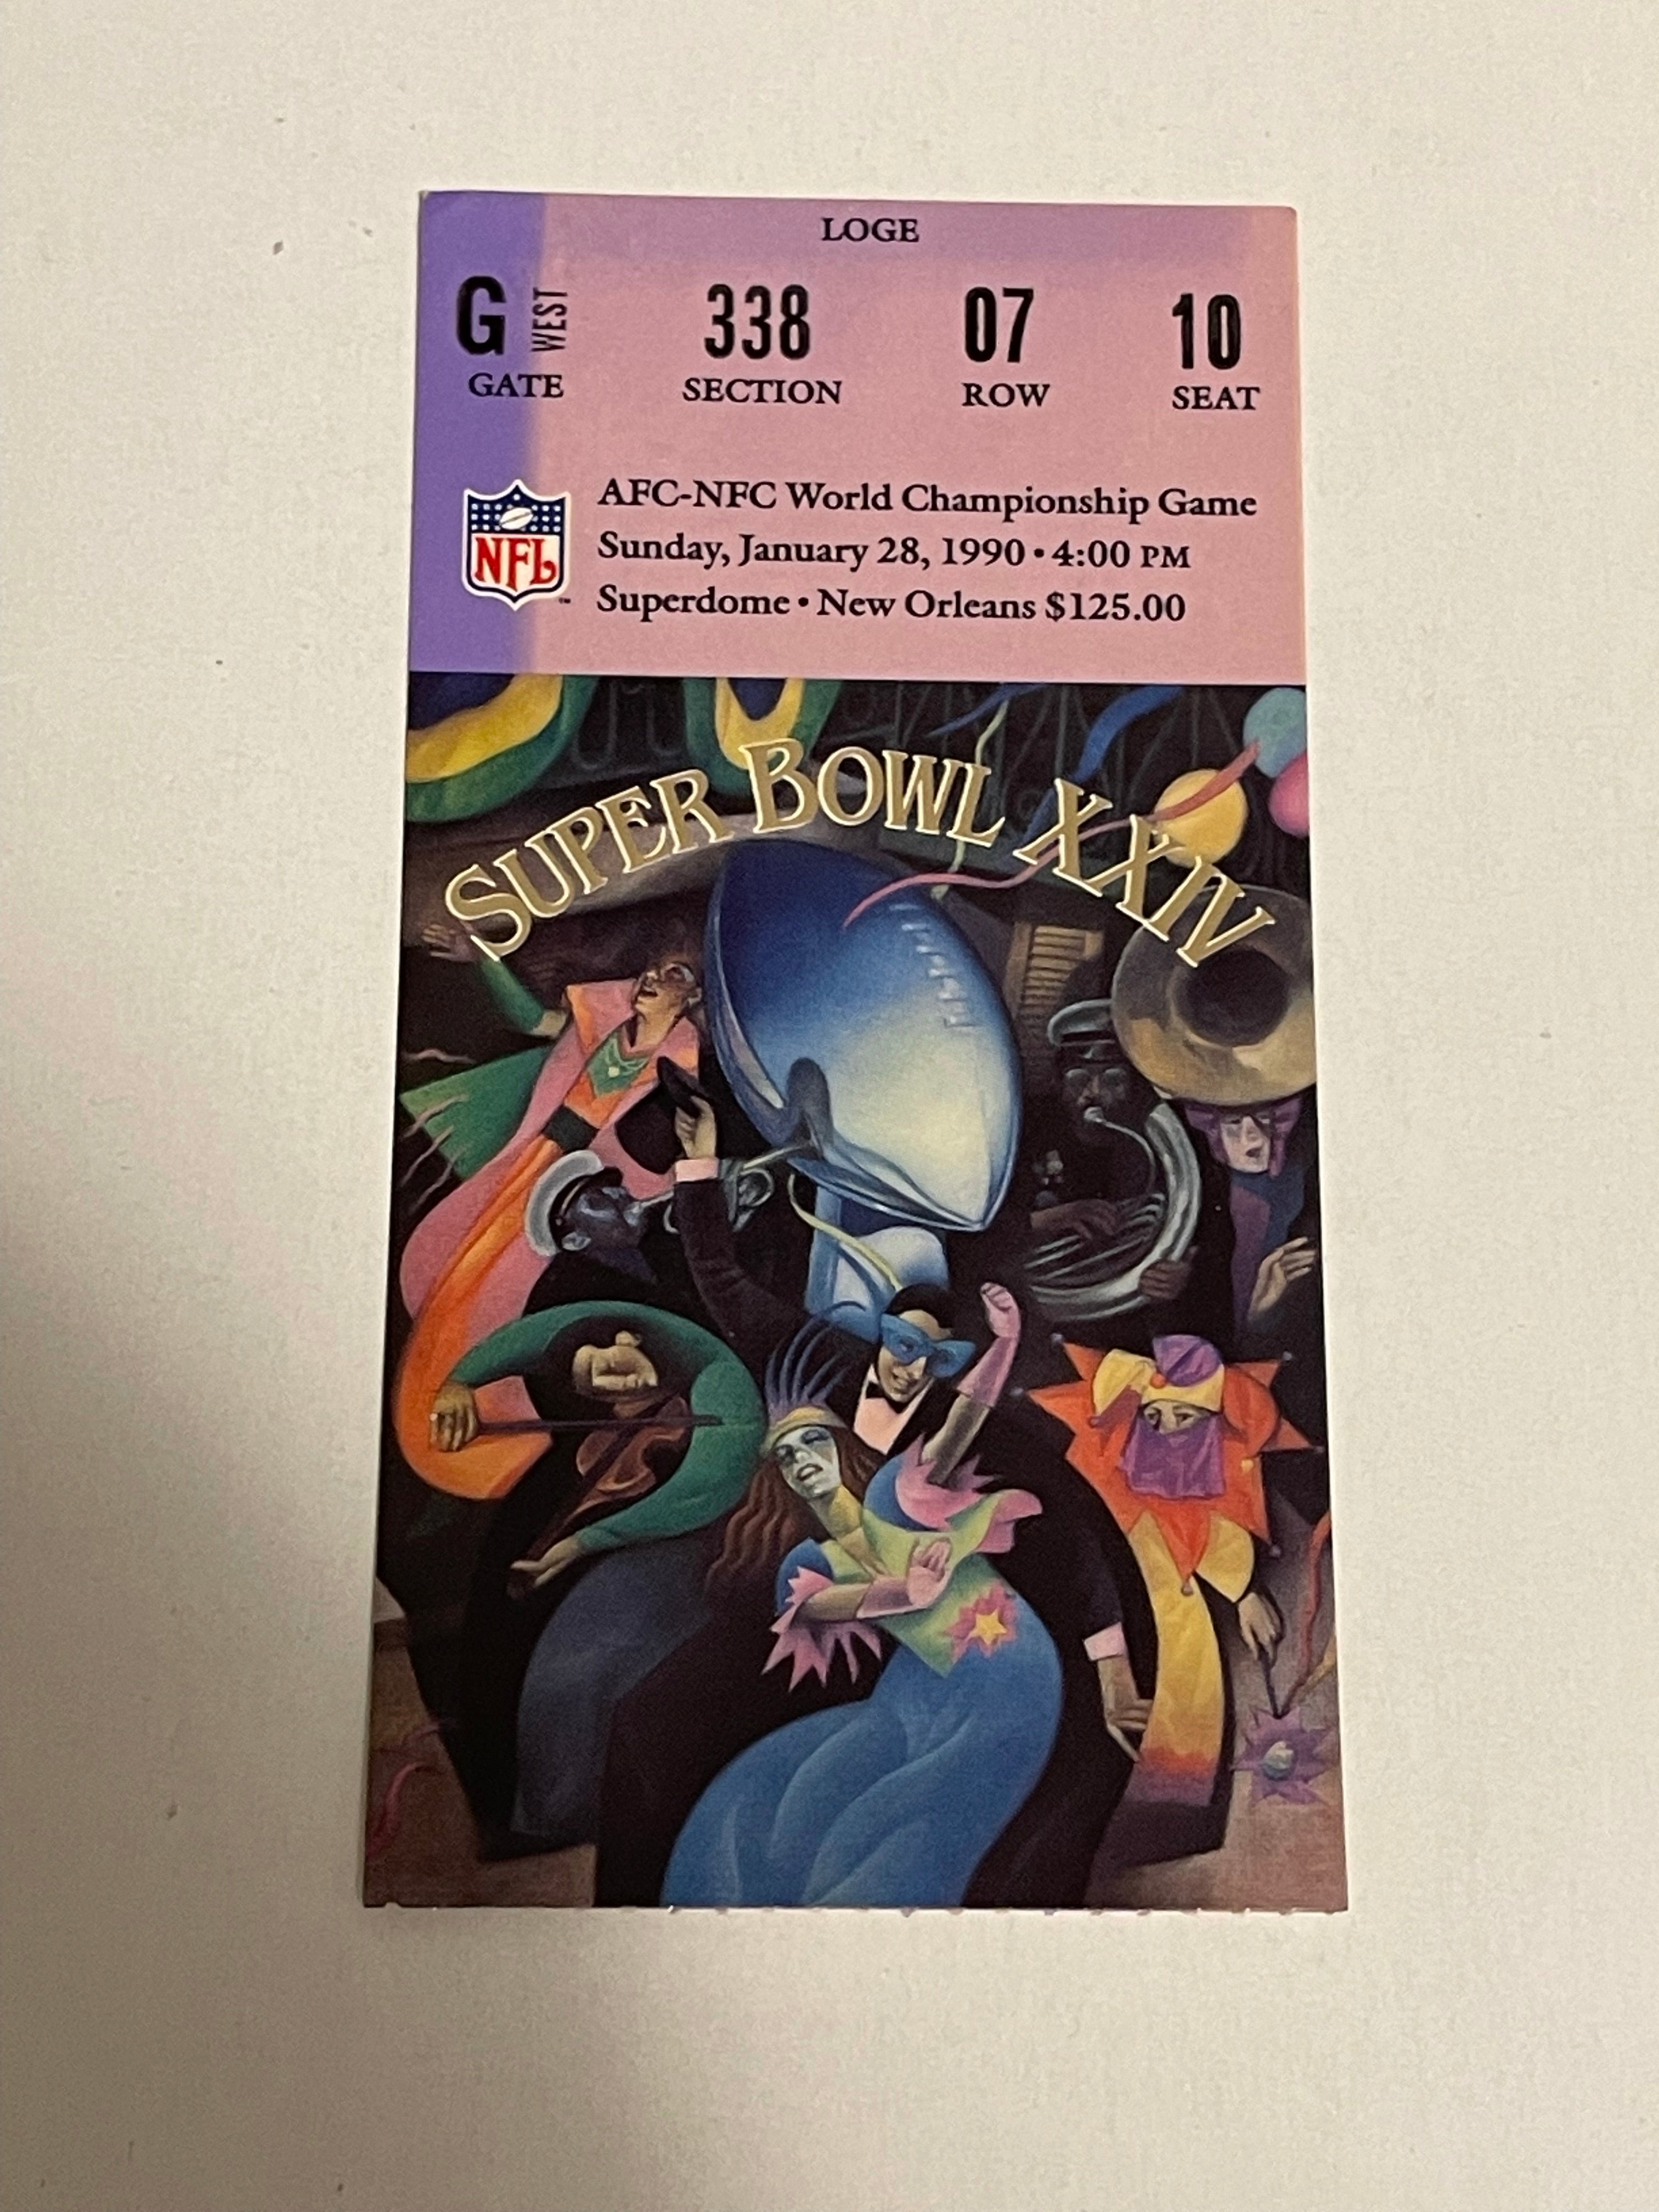 LOGE
G WEST 338 07 10
GATE SECTION ROW SEAT
NFL
AFC-NFC World Championship Game
Sunday, January 28, 1990 • 4:00 PM
Superdome • New Orleans $125.00
SUPER BOWL XXIV